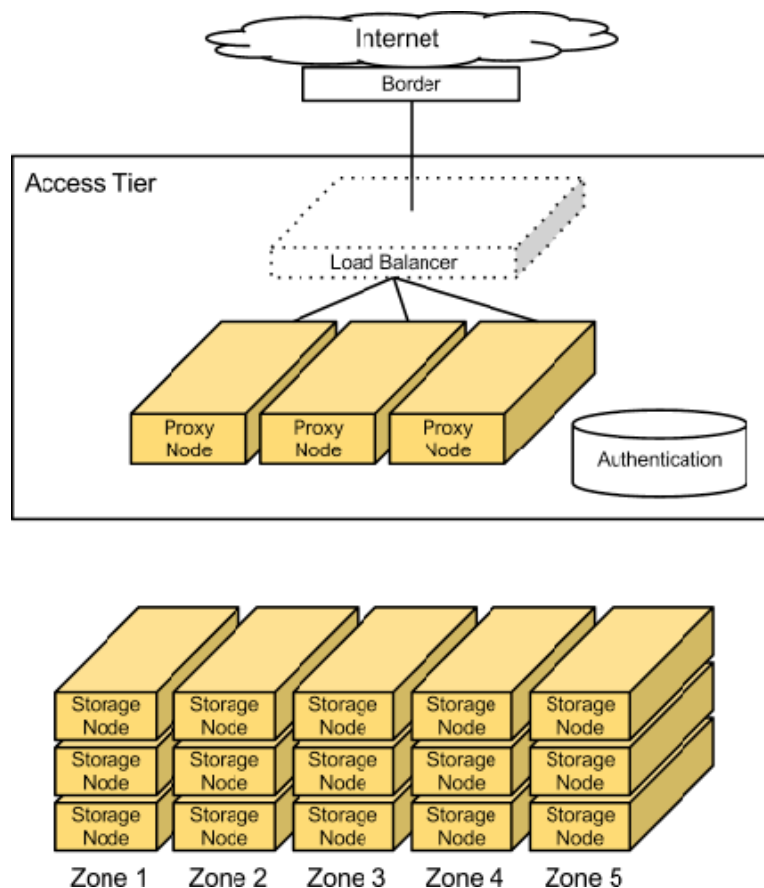 Internet
Border
Access Tier
Load Balancer
Proxy
Node
Proxy
Node
Proxy
Node
Authentication
Storage
Node
Storage
Node
Storage
Node
Storage
Node
Storage
Node
Storage
Node
Storage
Node
Storage
Node
Storage
Node
Storage
Node
Storage
Node
Storage
Node
Storage
Node
Storage
Node
Storage
Node
Zone 1
Zone 2
Zone 3
Zone 4
Zone 5